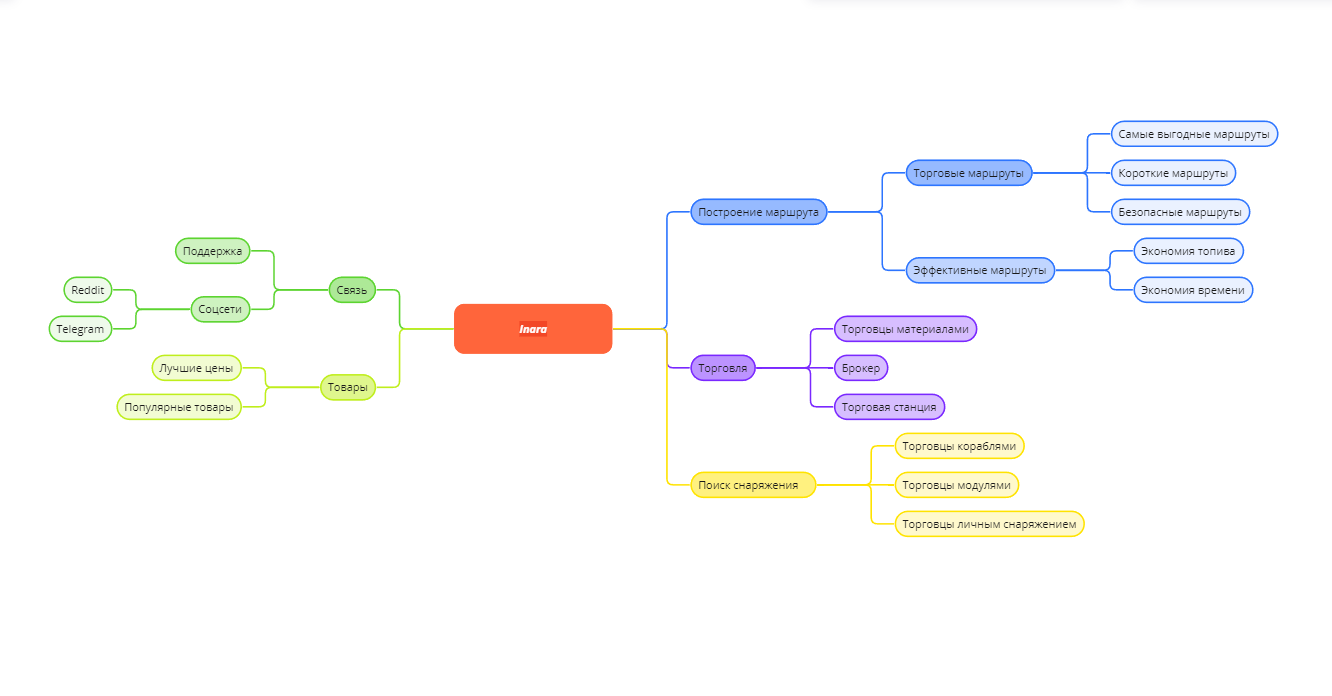 Inara
Построение маршрута
Торговые маршруты
Самые выгодные маршруты
Короткие маршруты
Безопасные маршруты
Эффективные маршруты
Экономия топива
Экономия времени
Торговля
Торговцы материалами
Брокер
Торговая станция
Поиск снаряжения
Торговцы кораблями
Торговцы модулями
Торговцы личным снаряжением
Связь
Поддержка
Соцсети
Reddit
Telegram
Товары
Лучшие цены
Популярные товары